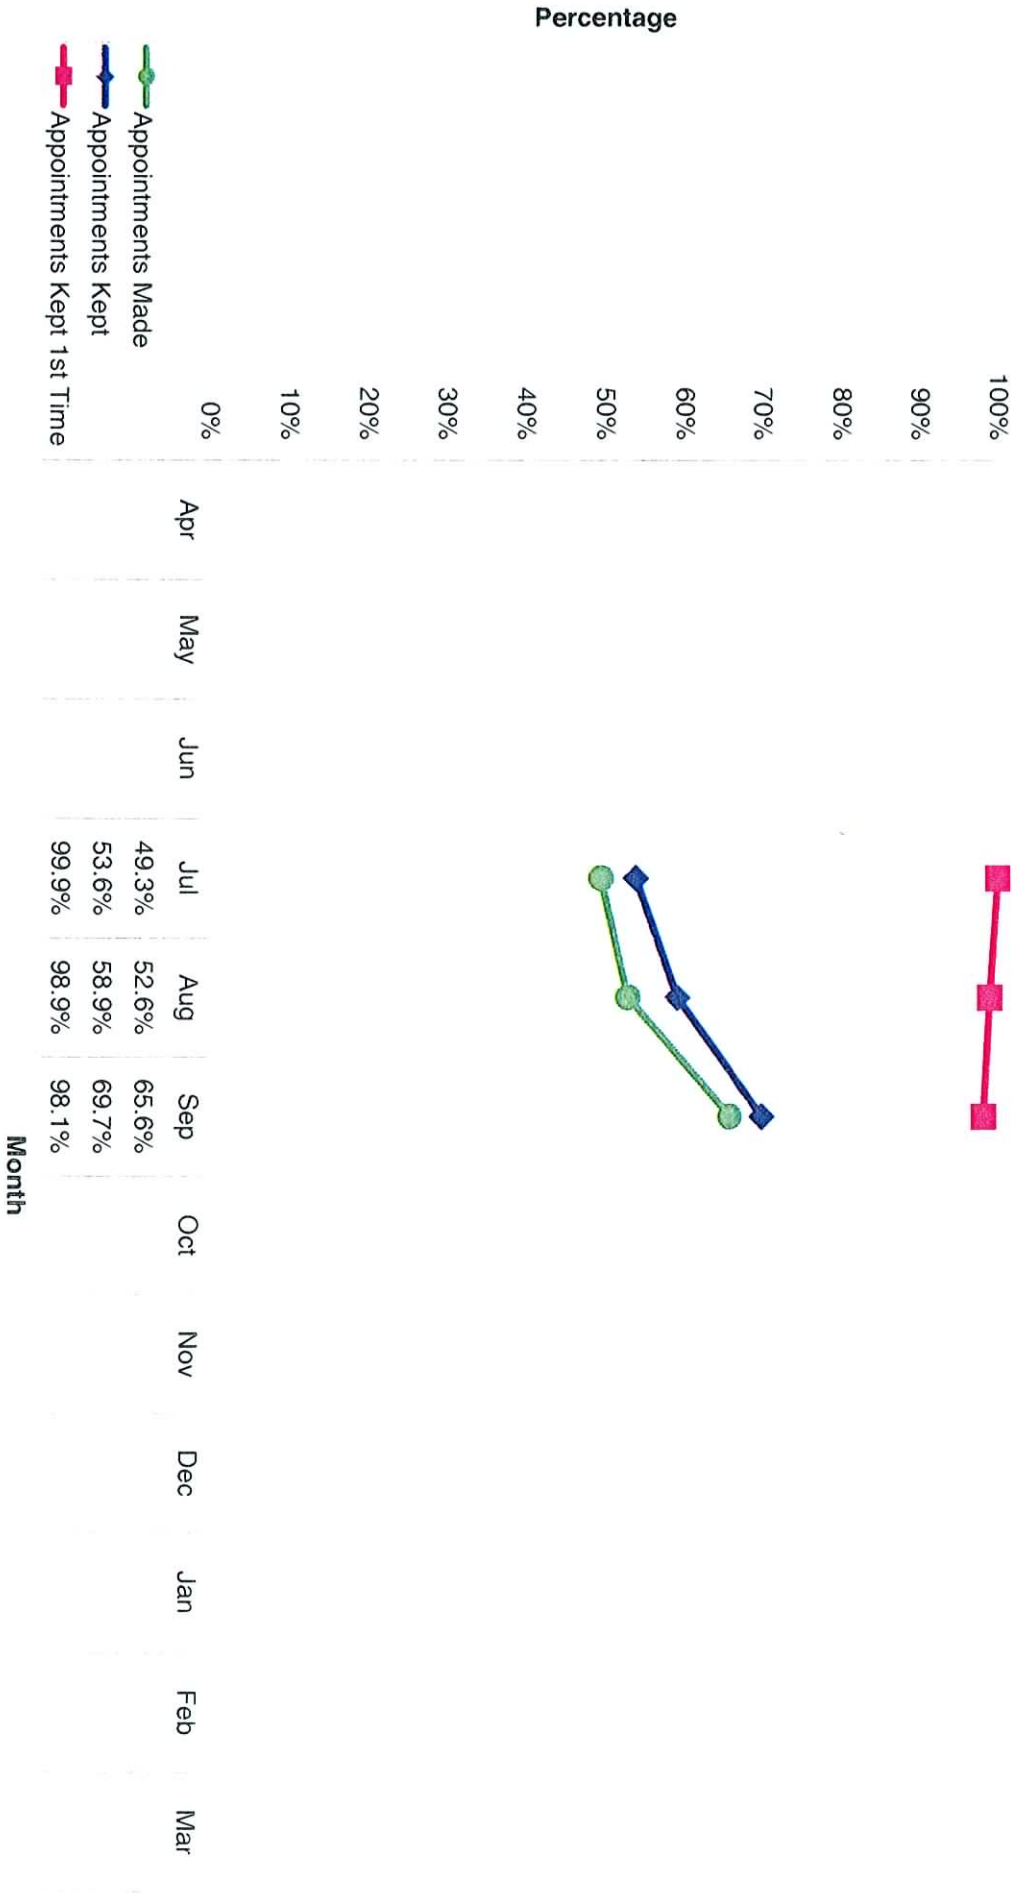 Percentage
100%
90%
80%
70%
60%
50%
40%
30%
20%
10%
0%
Apr May Jun Jul Aug Sep Oct Nov Dec Jan Feb Mar
Appointments Made 49.3% 52.6% 65.6%
Appointments Kept 53.6% 58.9% 69.7%
Appointments Kept 1st Time 99.9% 98.9% 98.1%
Month